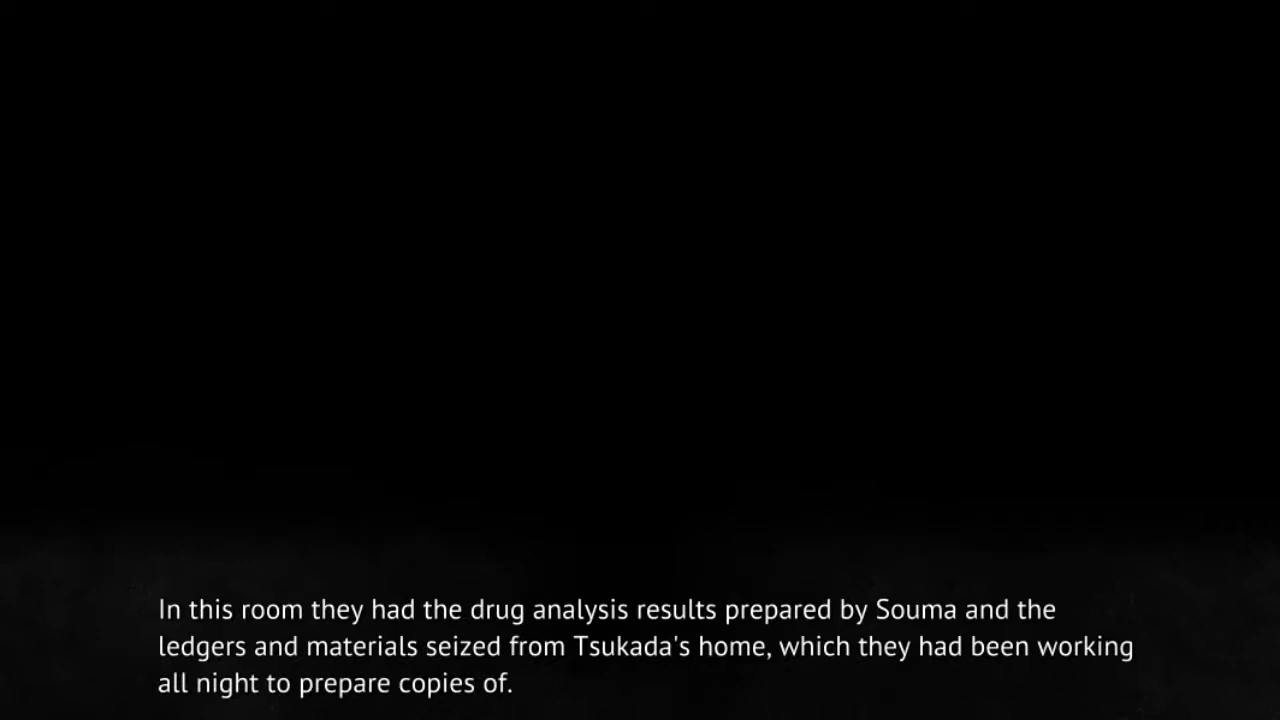 In this room they had the drug analysis results prepared by Souma and the
ledgers and materials seized from Tsukada's home, which they had been working
all night to prepare copies of.